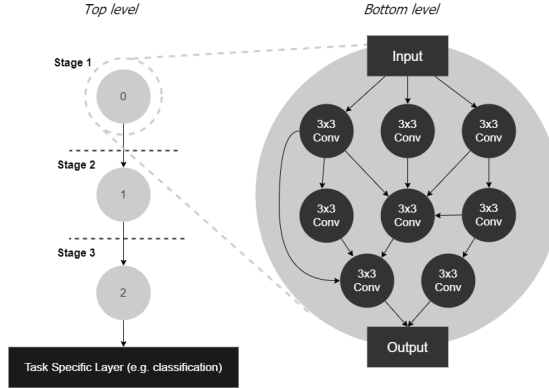 Top level
Bottom level
Stage 1
0
Stage 2
1
Stage 3
2
Task Specific Layer (e.g. classification)
Input
3x3
Conv
3x3
Conv
3x3
Conv
3x3
Conv
3x3
Conv
3x3
Conv
3x3
Conv
3x3
Conv
Output